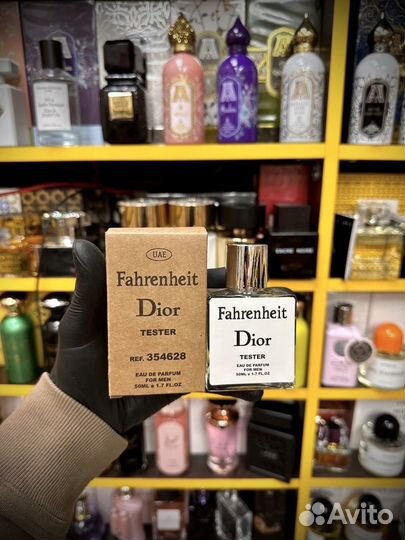 UAE
Fahrenheit
Dior
TESTER
REF. 354628
EAU DE PARFUM
FOR MEN
50ML e 1.7 FL.OZ
Fahrenheit
Dior
TESTER
EAU DE PARFUM
FOR MEN
50ML e 1.7 FL.OZ
Avito